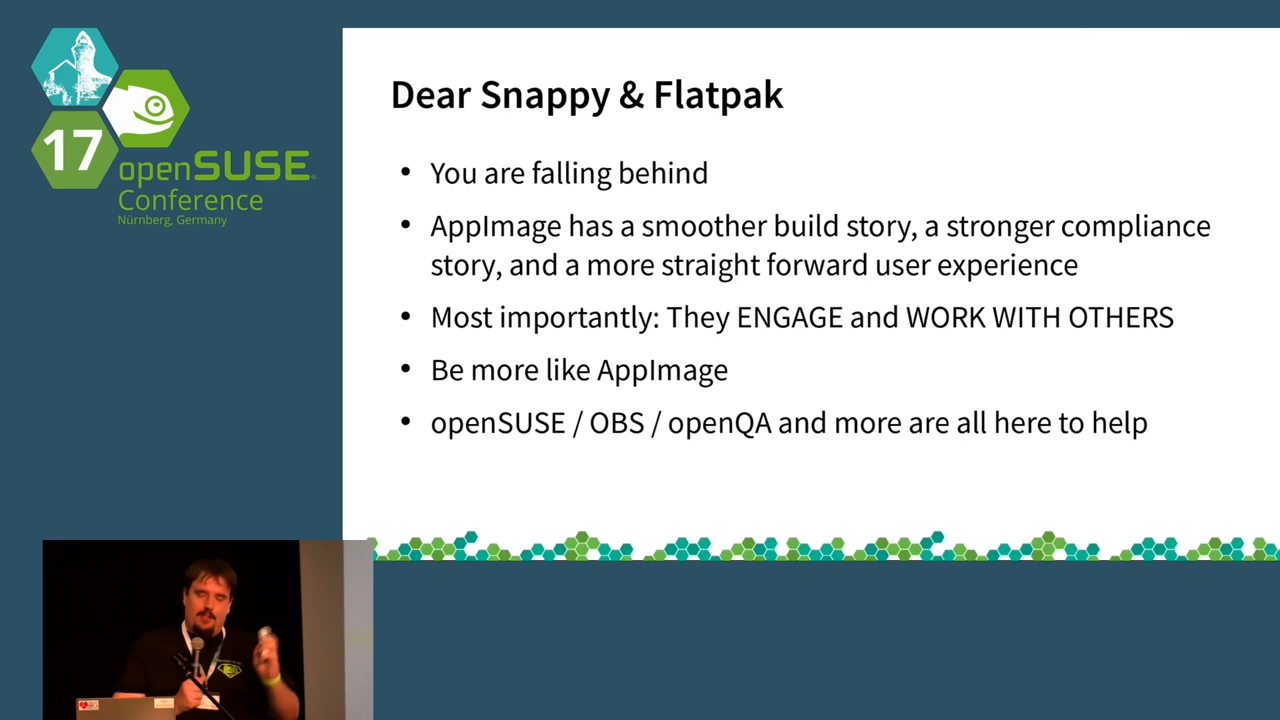 17
openSUSE
Conference
Nürnberg, Germany
Dear Snappy & Flatpak
• You are falling behind
• AppImage has a smoother build story, a stronger compliance
story, and a more straight forward user experience
• Most importantly: They ENGAGE and WORK WITH OTHERS
• Be more like AppImage
• openSUSE / OBS / openQA and more are all here to help